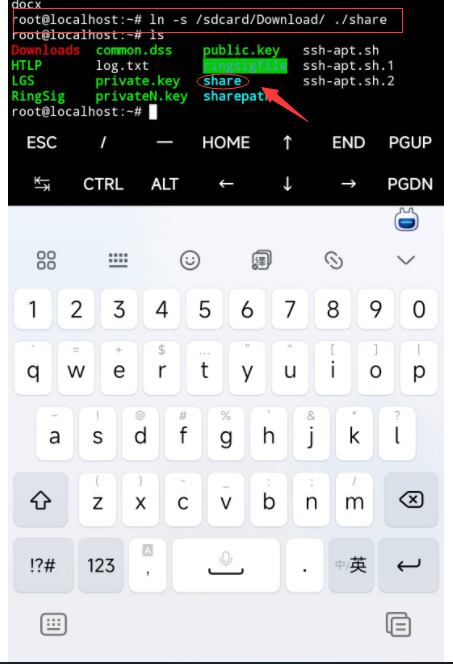 docx
root@localhost:~# ln -s /sdcard/Download/ ./share
root@localhost:~# ls
Downloads common.dss public.key ssh-apt.sh
HTLP log.txt ringsigfile ssh-apt.sh.1
LGS private.key share ssh-apt.sh.2
RingSig privateN.key sharepath
root@localhost:~#
ESC / — HOME ↑ END PGUP
↹ CTRL ALT ← ↓ → PGDN
译
1 2 3 4 5 6 7 8 9 0
` = + $ ... " ^ [ ] |
q w e r t y u i o p
~ ! @ # % ' & * ?
a s d f g h j k l
( ) - _ : ; /
z x c v b n m
!?# 123 A , . 中/英